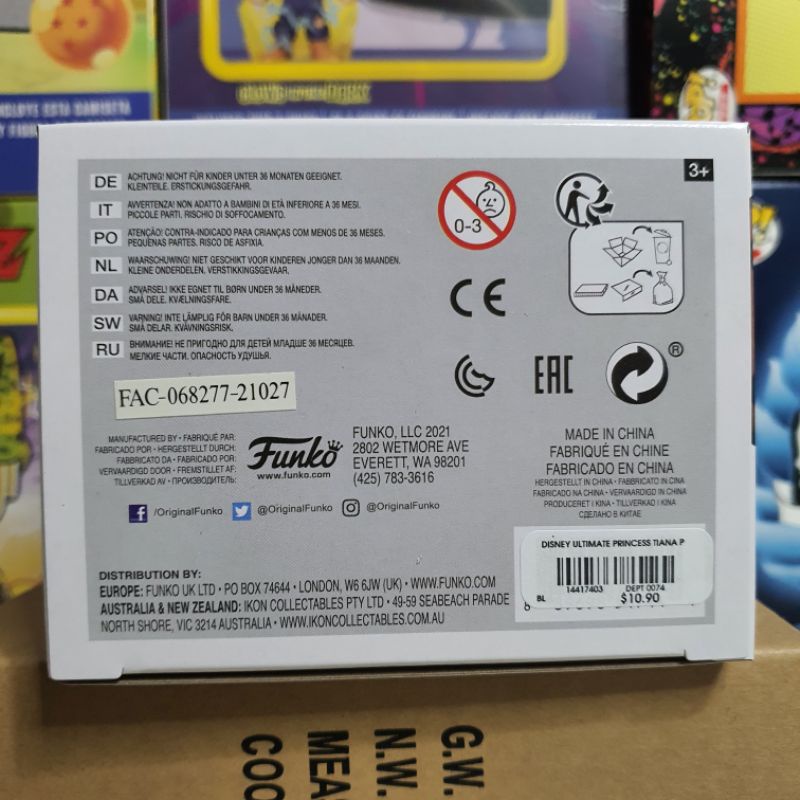 3+
DE ACHTUNG! NICHT FÜR KINDER UNTER 36 MONATEN GEEIGNET.
KLEINTEILE. ERSTICKUNGSGEFAHR.
IT AVVERTENZA! NON ADATTO A BAMBINI DI ETÀ INFERIORE A 36 MESI.
PICCOLE PARTI. RISCHIO DI SOFFOCAMENTO.
PO ATENÇÃO! CONTRA-INDICADO PARA CRIANÇAS COM MENOS DE 36 MESES.
PEQUENAS PARTES. RISCO DE ASFIXIA.
NL WAARSCHUWING! NIET GESCHIKT VOOR KINDEREN JONGER DAN 36 MAANDEN.
KLEINE ONDERDELEN. VERSTIKKINGSGEVAAR.
DA ADVARSEL! IKKE EGNET TIL BØRN UNDER 36 MÅNEDER.
SMÅ DELE. KVÆLNINGSFARE.
SW VARNING! INTE LÄMPLIG FÖR BARN UNDER 36 MÅNADER.
SMÅ DELAR. KVÄVNINGSRISK.
RU ВНИМАНИЕ! НЕ ПРИГОДНО ДЛЯ ДЕТЕЙ МЛАДШЕ 36 МЕСЯЦЕВ.
МЕЛКИЕ ЧАСТИ. ОПАСНОСТЬ УДУШЬЯ.
0-3
CE
EAC
®
FAC-068277-21027
MANUFACTURED BY • FABRIQUÉ PAR:
FABRICADO POR • HERGESTELLT DURCH:
FABBRICATO DA • FABRICADO POR:
VERVAARDIGD DOOR • FREMSTILLET AF:
TILLVERKAD AV • ПРОИЗВОДИТЕЛЬ:
Funko
www.funko.com
FUNKO, LLC 2021
2802 WETMORE AVE
EVERETT, WA 98201
(425) 783-3616
MADE IN CHINA
FABRIQUÉ EN CHINE
FABRICADO EN CHINA
HERGESTELLT IN CHINA • FABBRICATO IN CINA
FABRICADO NA CHINA • VERVAARDIGD IN CHINA
PRODUCERET I KINA • TILLVERKAD I KINA
СДЕЛАНО В КИТАЕ
/OriginalFunko @OriginalFunko @OriginalFunko
DISNEY ULTIMATE PRINCESS TIANA P
14417403 DEPT 0074
BL $10.90
DISTRIBUTION BY:
EUROPE: FUNKO UK LTD • PO BOX 74644 • LONDON, W6 6JW (UK) • WWW.FUNKO.COM
AUSTRALIA & NEW ZEALAND: IKON COLLECTABLES PTY LTD • 49-59 SEABEACH PARADE
NORTH SHORE, VIC 3214 AUSTRALIA • WWW.IKONCOLLECTABLES.COM.AU
G.W.
N.W.
MEA
COO